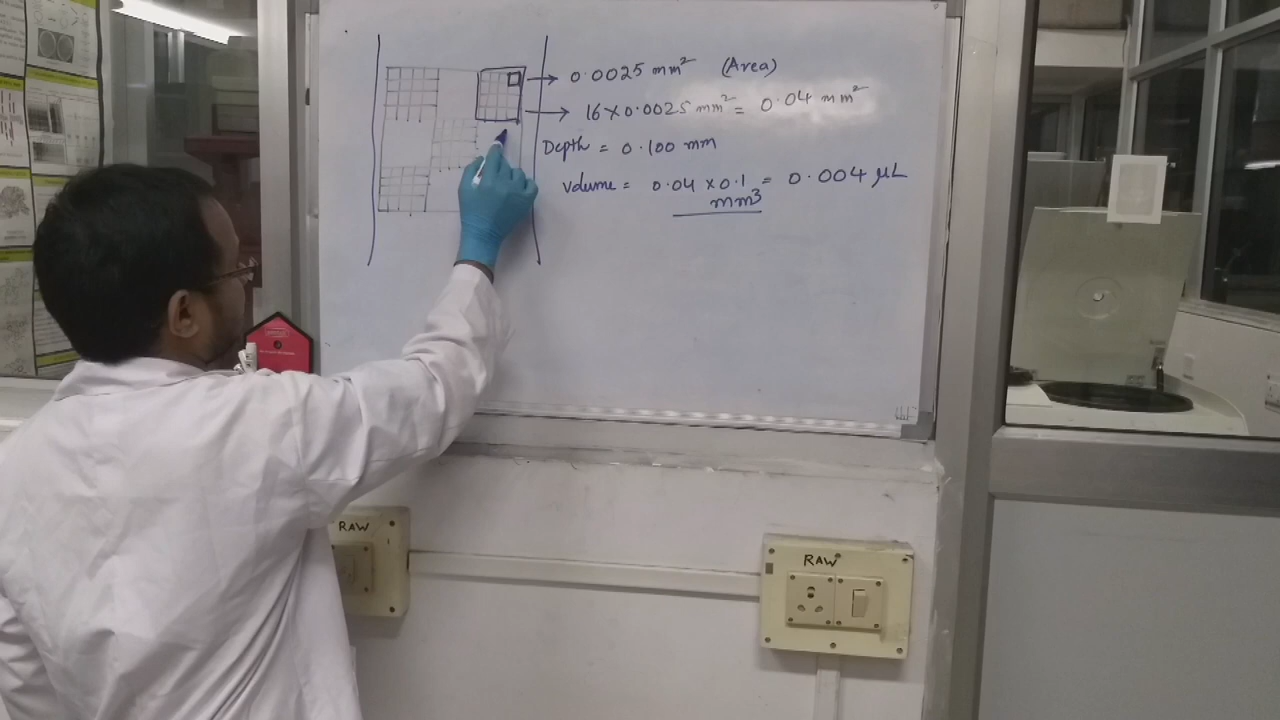 0.0025 mm² (Area)
16 X 0.0025 mm² = 0.04 mm²
Depth = 0.100 mm
Volume = 0.04 x 0.1 = 0.004 µL
mm3
RAW
RAW